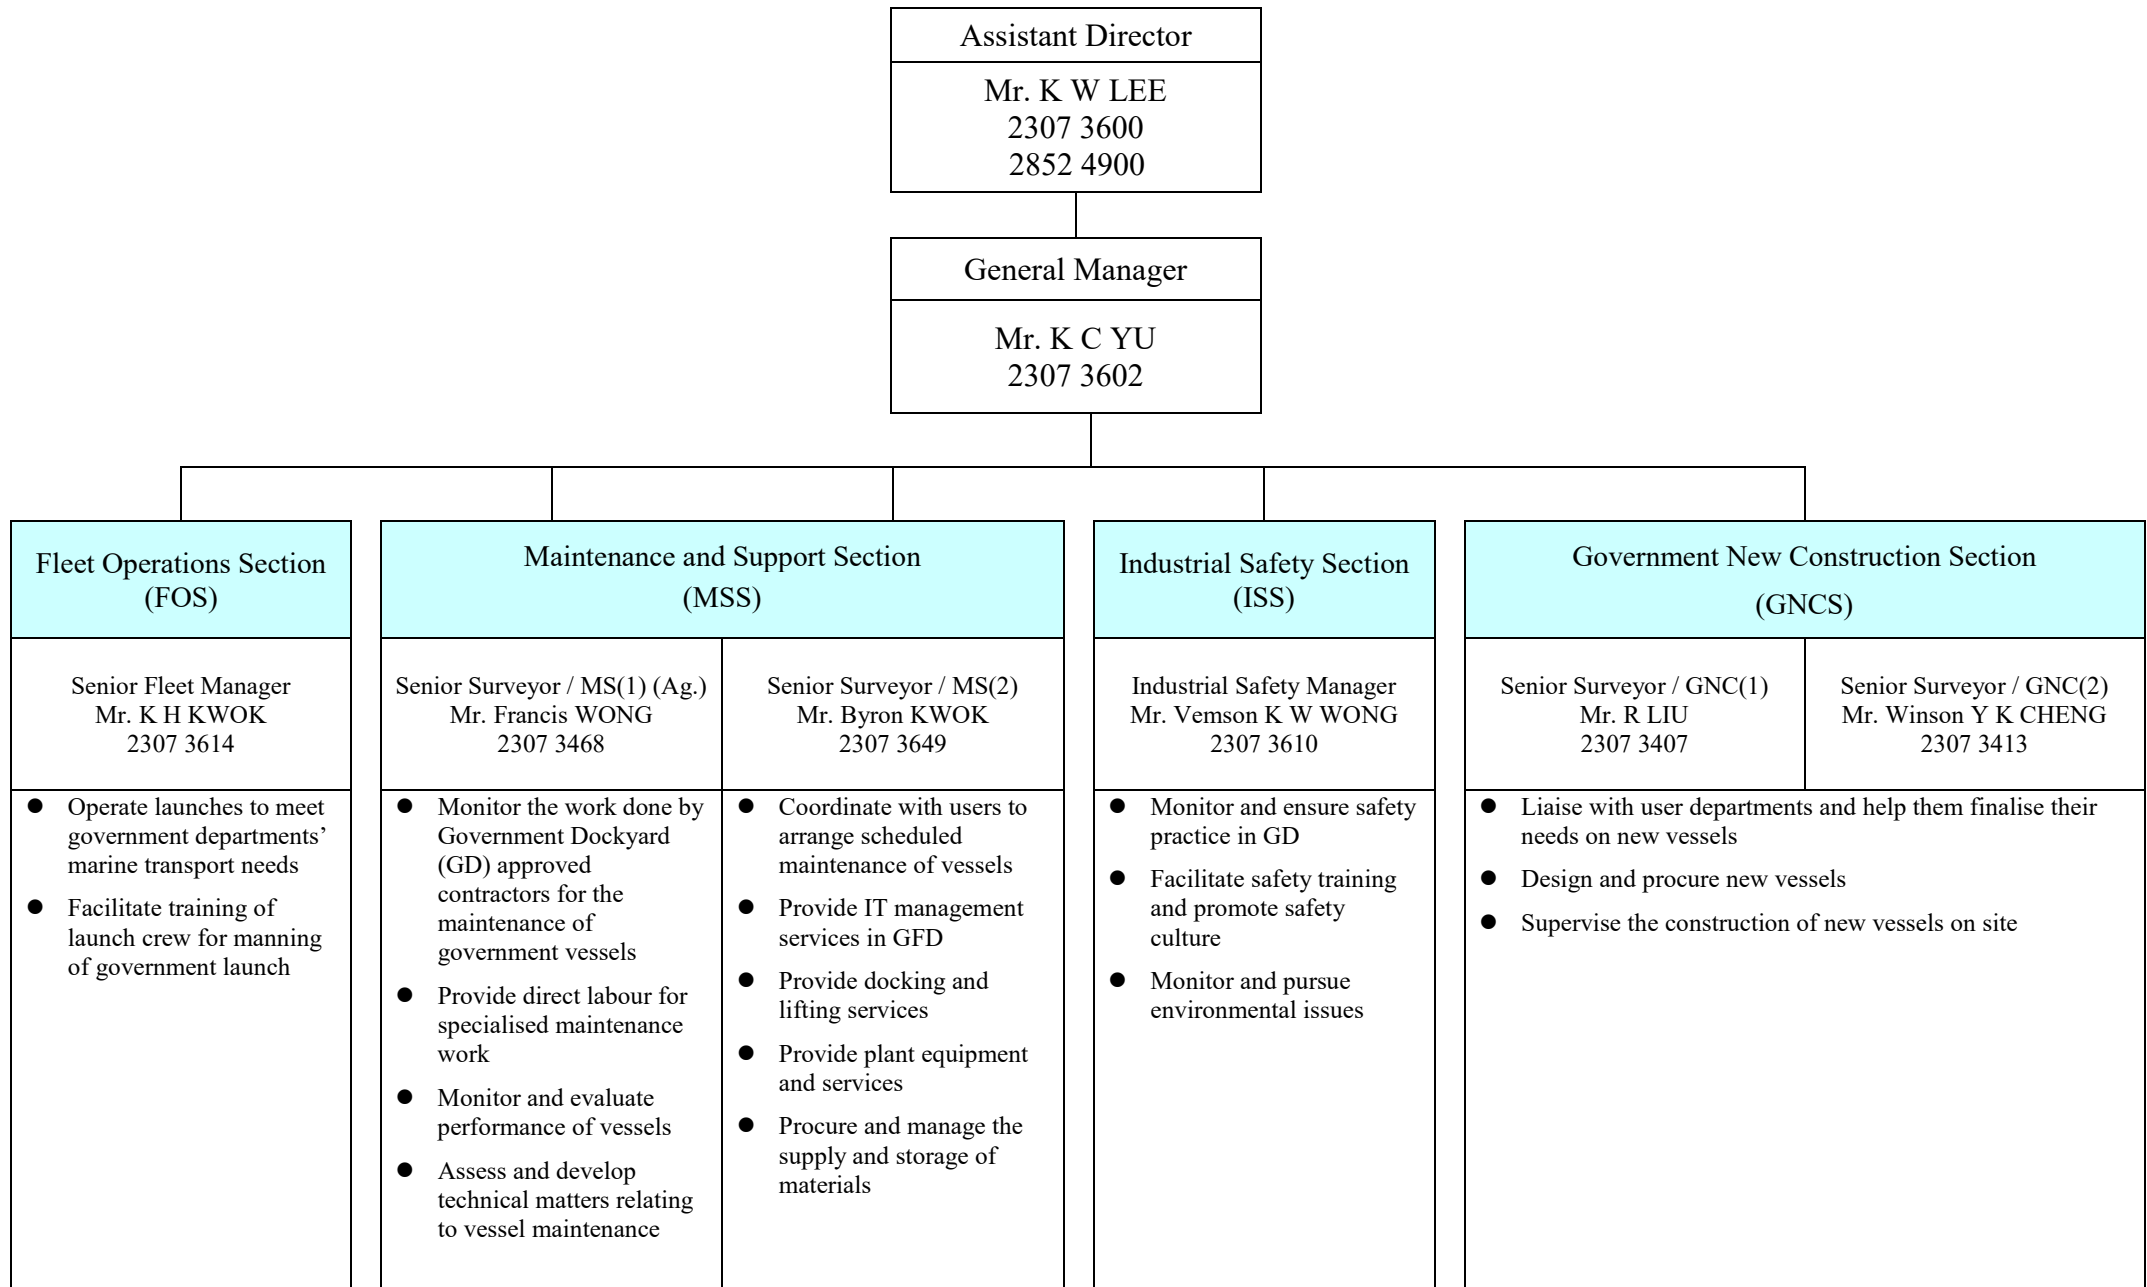 Assistant Director
Mr. K W LEE
2307 3600
2852 4900
General Manager
Mr. K C YU
2307 3602
Fleet Operations Section
(FOS)
Senior Fleet Manager
Mr. K H KWOK
2307 3614
● Operate launches to meet
government departments’
marine transport needs
● Facilitate training of
launch crew for manning
of government launch
Maintenance and Support Section
(MSS)
Senior Surveyor / MS(1) (Ag.)
Mr. Francis WONG
2307 3468
● Monitor the work done by
Government Dockyard
(GD) approved
contractors for the
maintenance of
government vessels
● Provide direct labour for
specialised maintenance
work
● Monitor and evaluate
performance of vessels
● Assess and develop
technical matters relating
to vessel maintenance
Senior Surveyor / MS(2)
Mr. Byron KWOK
2307 3649
● Coordinate with users to
arrange scheduled
maintenance of vessels
● Provide IT management
services in GFD
● Provide docking and
lifting services
● Provide plant equipment
and services
● Procure and manage the
supply and storage of
materials
Industrial Safety Section
(ISS)
Industrial Safety Manager
Mr. Vemson K W WONG
2307 3610
● Monitor and ensure safety
practice in GD
● Facilitate safety training
and promote safety
culture
● Monitor and pursue
environmental issues
Government New Construction Section
(GNCS)
Senior Surveyor / GNC(1)
Mr. R LIU
2307 3407
Senior Surveyor / GNC(2)
Mr. Winson Y K CHENG
2307 3413
● Liaise with user departments and help them finalise their
needs on new vessels
● Design and procure new vessels
● Supervise the construction of new vessels on site